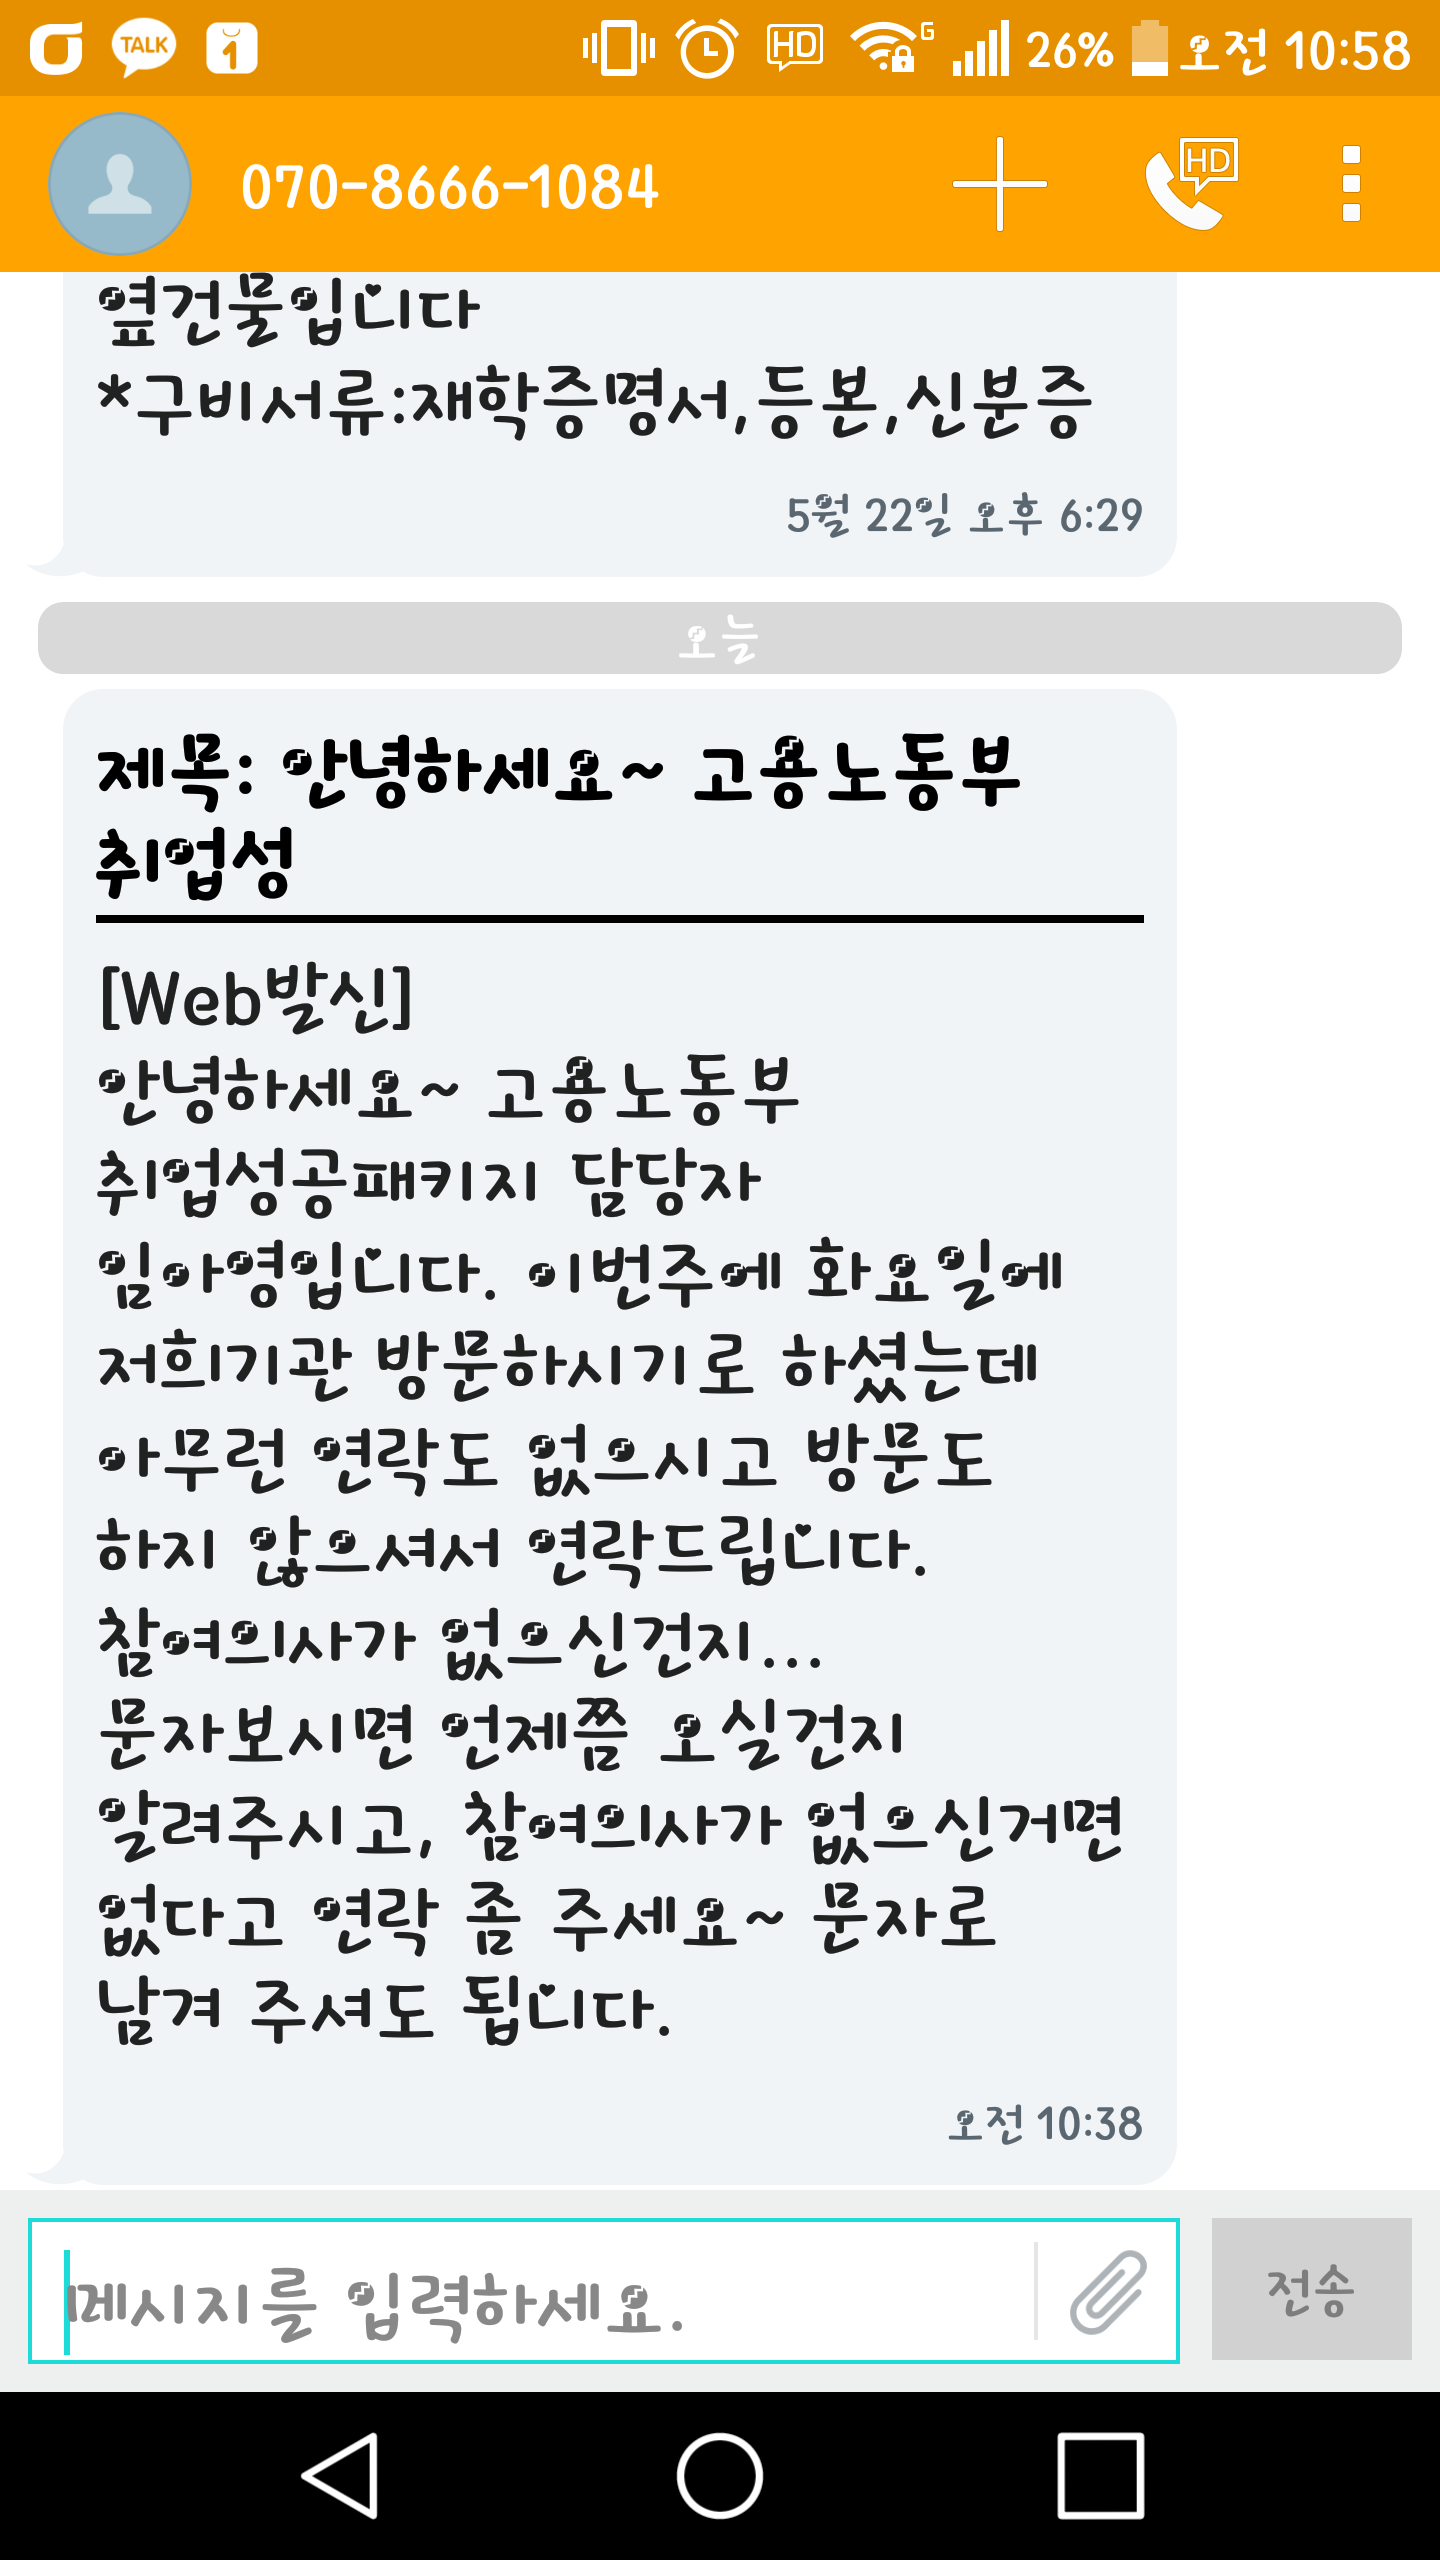 TALK
1
HD
G
26%
오전 10:58
070-8666-1084
HD
옆건물입니다
*구비서류:재학증명서,등본,신분증
5월 22일 오후 6:29
오늘
제목: 안녕하세요~ 고용노동부
취업성
[Web발신]
안녕하세요~ 고용노동부
취업성공패키지 담당자
임아영입니다. 이번주에 화요일에
저희기관 방문하시기로 하셨는데
아무런 연락도 없으시고 방문도
하지 않으셔서 연락드립니다.
참여의사가 없으신건지...
문자보시면 언제쯤 오실건지
알려주시고, 참여의사가 없으신거면
없다고 연락 좀 주세요~ 문자로
남겨 주셔도 됩니다.
오전 10:38
메시지를 입력하세요.
전송